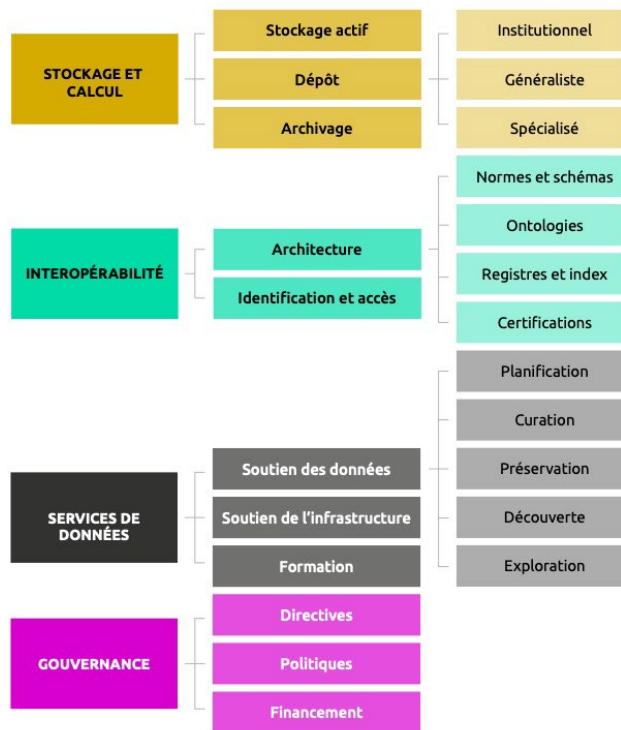 STOCKAGE ET
CALCUL
Stockage actif
Dépôt
Archivage
Institutionnel
Généraliste
Spécialisé
INTEROPÉRABILITÉ
Architecture
Identification et accès
Normes et schémas
Ontologies
Registres et index
Certifications
SERVICES DE
DONNÉES
Soutien des données
Soutien de l'infrastructure
Formation
Planification
Curation
Préservation
Découverte
Exploration
GOUVERNANCE
Directives
Politiques
Financement